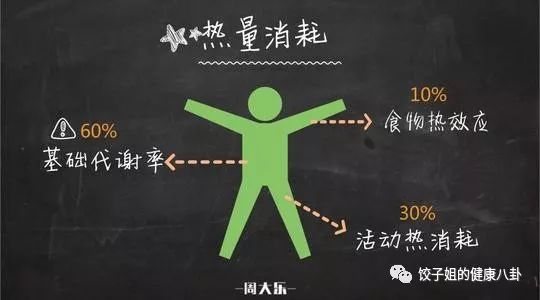 热量消耗
10%
食物热效应
60%
基础代谢率
30%
活动热消耗
周大乐
饺子姐的健康八卦